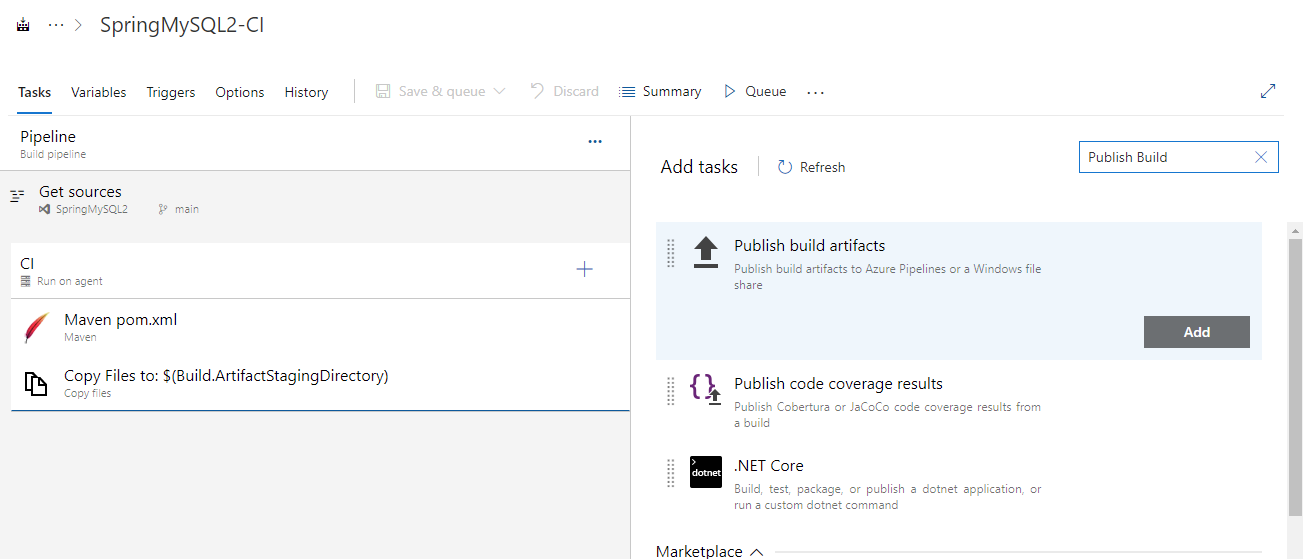 ··· > SpringMySQL2-CI
Tasks Variables Triggers Options History Save & queue Discard Summary Queue ...
Pipeline
Build pipeline
...
Get sources
SpringMySQL2 main
CI
Run on agent
Maven pom.xml
Maven
Copy Files to: $(Build.ArtifactStagingDirectory)
Copy files
Add tasks Refresh Publish Build
Publish build artifacts
Publish build artifacts to Azure Pipelines or a Windows file
share
Add
Publish code coverage results
Publish Cobertura or JaCoCo code coverage results from
a build
dotnet
.NET Core
Build, test, package, or publish a dotnet application, or
run a custom dotnet command
Marketplace